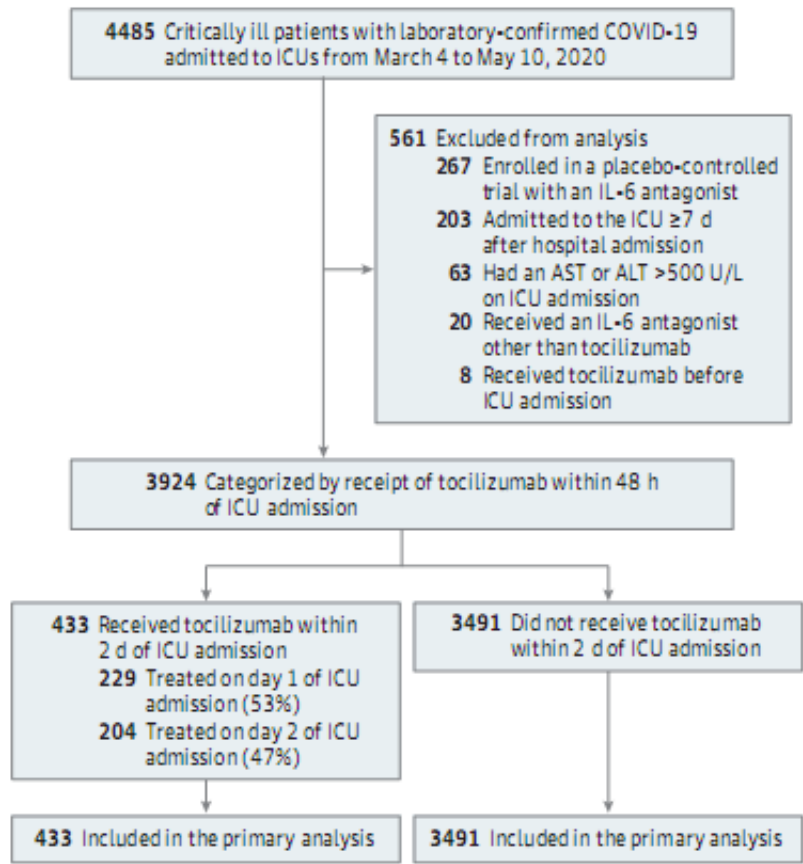 4485 Critically ill patients with laboratory-confirmed COVID-19
admitted to ICUs from March 4 to May 10, 2020
561 Excluded from analysis
267 Enrolled in a placebo-controlled
trial with an IL-6 antagonist
203 Admitted to the ICU ≥7 d
after hospital admission
63 Had an AST or ALT >500 U/L
on ICU admission
20 Received an IL-6 antagonist
other than tocilizumab
8 Received tocilizumab before
ICU admission
3924 Categorized by receipt of tocilizumab within 48 h
of ICU admission
433 Received tocilizumab within
2 d of ICU admission
229 Treated on day 1 of ICU
admission (53%)
204 Treated on day 2 of ICU
admission (47%)
3491 Did not receive tocilizumab
within 2 d of ICU admission
433 Included in the primary analysis
3491 Included in the primary analysis